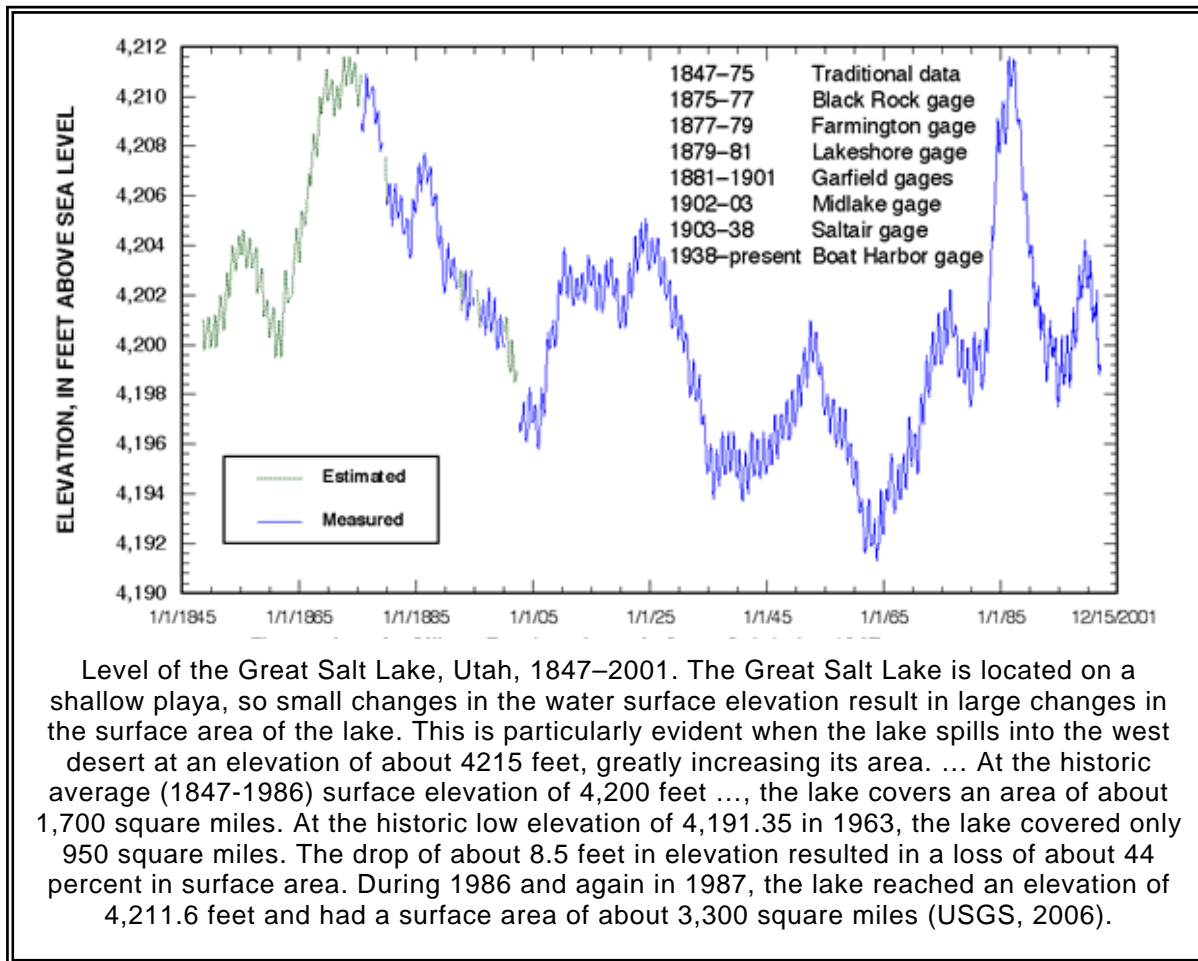 4,212
4,210
4,208
4,206
4,204
4,202
4,200
4,198
4,196
4,194
4,192
4,190
ELEVATION, IN FEET ABOVE SEA LEVEL
1847–75 Traditional data
1875–77 Black Rock gage
1877–79 Farmington gage
1879–81 Lakeshore gage
1881–1901 Garfield gages
1902–03 Midlake gage
1903–38 Saltair gage
1938–present Boat Harbor gage
Estimated
Measured
1/1/1845 1/1/1865 1/1/1885 1/1/05 1/1/25 1/1/45 1/1/65 1/1/85 12/15/2001
Level of the Great Salt Lake, Utah, 1847–2001. The Great Salt Lake is located on a
shallow playa, so small changes in the water surface elevation result in large changes in
the surface area of the lake. This is particularly evident when the lake spills into the west
desert at an elevation of about 4215 feet, greatly increasing its area. … At the historic
average (1847-1986) surface elevation of 4,200 feet …, the lake covers an area of about
1,700 square miles. At the historic low elevation of 4,191.35 in 1963, the lake covered only
950 square miles. The drop of about 8.5 feet in elevation resulted in a loss of about 44
percent in surface area. During 1986 and again in 1987, the lake reached an elevation of
4,211.6 feet and had a surface area of about 3,300 square miles (USGS, 2006).